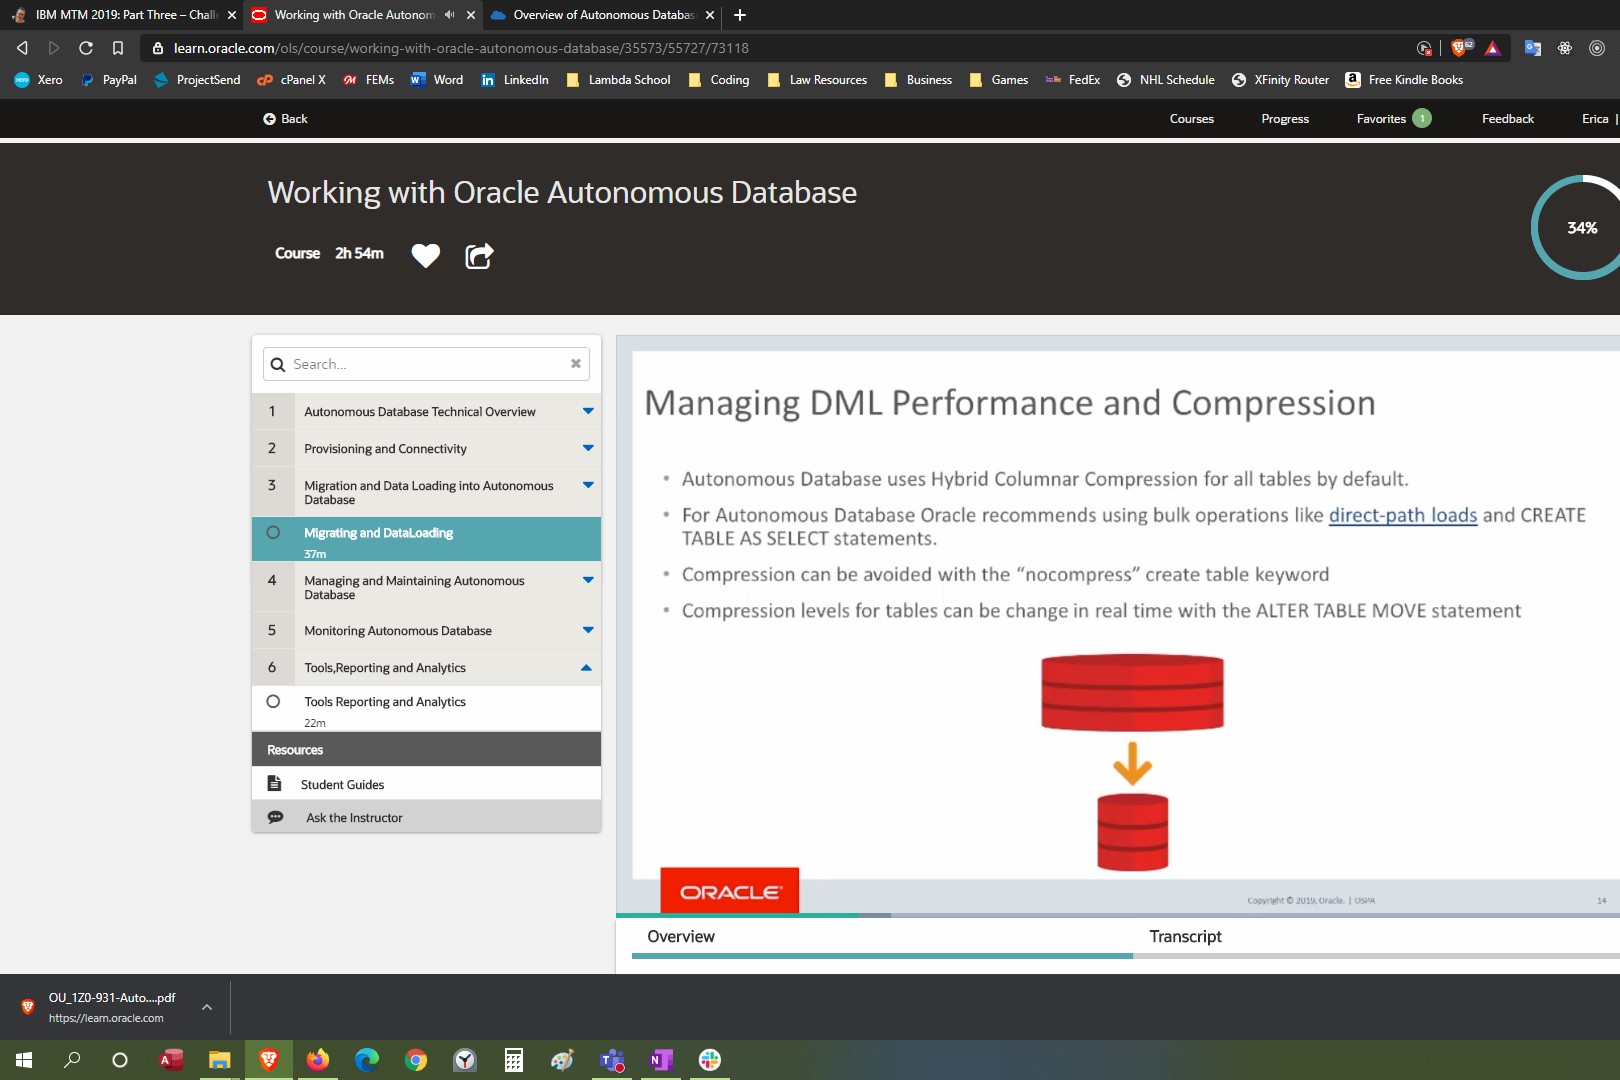 IBM MTM 2019: Part Three – Chall
Working with Oracle Autonom
Overview of Autonomous Databas
learn.oracle.com/ols/course/working-with-oracle-autonomous-database/35573/55727/73118
Xero PayPal ProjectSend cPanel X FEMs Word LinkedIn Lambda School Coding Law Resources Business Games FedEx NHL Schedule XFinity Router Free Kindle Books
Back
Courses Progress Favorites 1 Feedback Erica |
Working with Oracle Autonomous Database
Course 2h 54m
34%
Search...
1 Autonomous Database Technical Overview
2 Provisioning and Connectivity
3 Migration and Data Loading into Autonomous
Database
Migrating and DataLoading
37m
4 Managing and Maintaining Autonomous
Database
5 Monitoring Autonomous Database
6 Tools,Reporting and Analytics
Tools Reporting and Analytics
22m
Resources
Student Guides
Ask the Instructor
Managing DML Performance and Compression
• Autonomous Database uses Hybrid Columnar Compression for all tables by default.
• For Autonomous Database Oracle recommends using bulk operations like direct-path loads and CREATE
TABLE AS SELECT statements.
• Compression can be avoided with the “nocompress” create table keyword
• Compression levels for tables can be change in real time with the ALTER TABLE MOVE statement
ORACLE
Copyright © 2019, Oracle. | OSPA
14
Overview
Transcript
OU_1Z0-931-Auto....pdf
https://learn.oracle.com